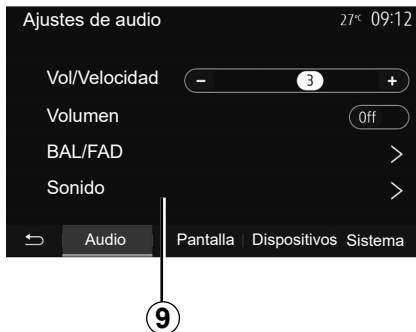 Ajustes de audio 27°C 09:12
Vol/Velocidad - 3 +
Volumen Off
BAL/FAD >
Sonido >
Audio Pantalla Dispositivos Sistema
9